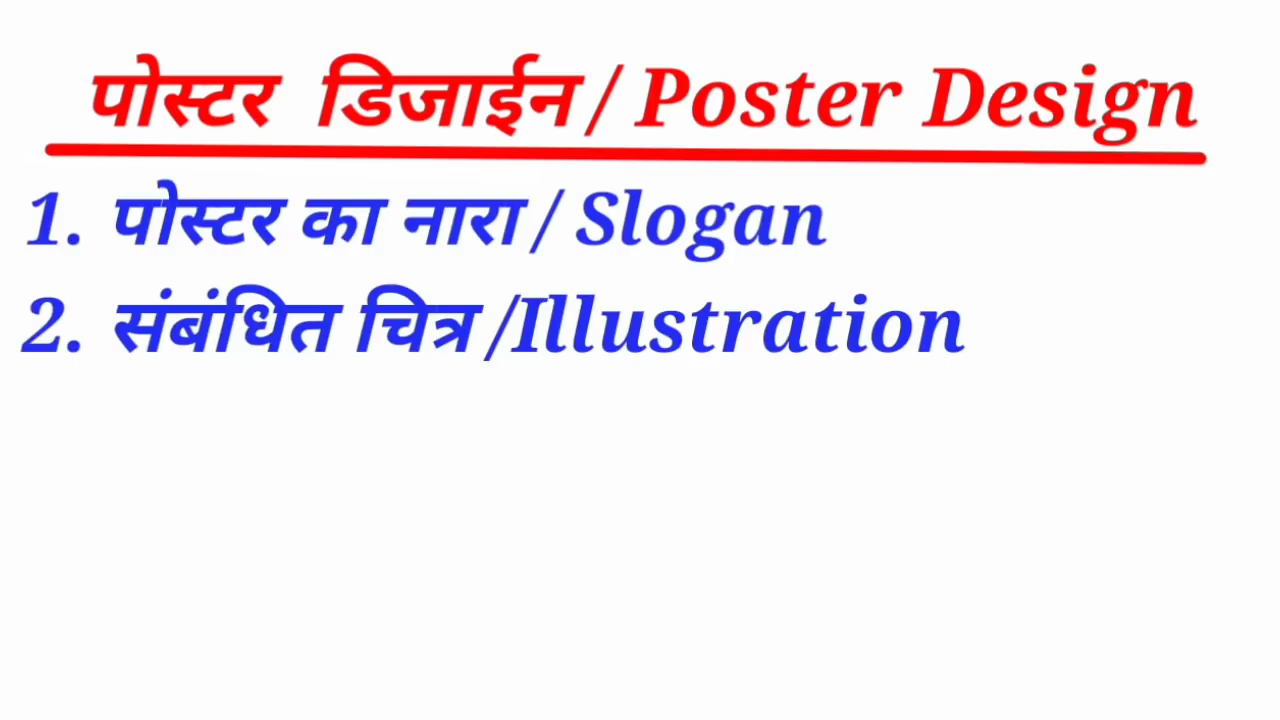 पोस्टर डिजाईन / Poster Design
1. पोस्टर का नारा / Slogan
2. संबंधित चित्र /Illustration